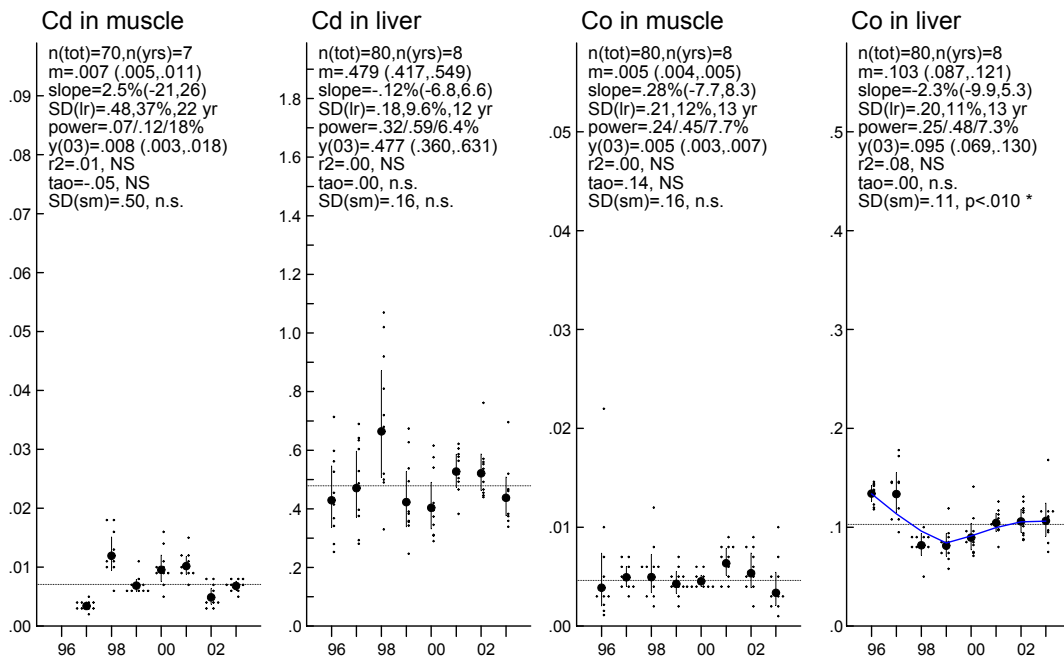 Cd in muscle
n(tot)=70,n(yrs)=7
m=.007 (.005,.011)
slope=2.5%(-21,26)
SD(lr)=.48,37%,22 yr
power=.07/.12/18%
y(03)=.008 (.003,.018)
r2=.01, NS
tao=-.05, NS
SD(sm)=.50, n.s.
.09
.08
.07
.06
.05
.04
.03
.02
.01
.00
96 98 00 02
Cd in liver
n(tot)=80,n(yrs)=8
m=.479 (.417,.549)
slope=-.12%(-6.8,6.6)
SD(lr)=.18,9.6%,12 yr
power=.32/.59/6.4%
y(03)=.477 (.360,.631)
r2=.00, NS
tao=.00, n.s.
SD(sm)=.16, n.s.
1.8
1.6
1.4
1.2
1.0
.8
.6
.4
.2
.0
96 98 00 02
Co in muscle
n(tot)=80,n(yrs)=8
m=.005 (.004,.005)
slope=.28%(-7.7,8.3)
SD(lr)=.21,12%,13 yr
power=.24/.45/7.7%
y(03)=.005 (.003,.007)
r2=.00, NS
tao=.14, NS
SD(sm)=.16, n.s.
.05
.04
.03
.02
.01
.00
96 98 00 02
Co in liver
n(tot)=80,n(yrs)=8
m=.103 (.087,.121)
slope=-2.3%(-9.9,5.3)
SD(lr)=.20,11%,13 yr
power=.25/.48/7.3%
y(03)=.095 (.069,.130)
r2=.08, NS
tao=.00, n.s.
SD(sm)=.11, p<.010 *
.5
.4
.3
.2
.1
.0
96 98 00 02